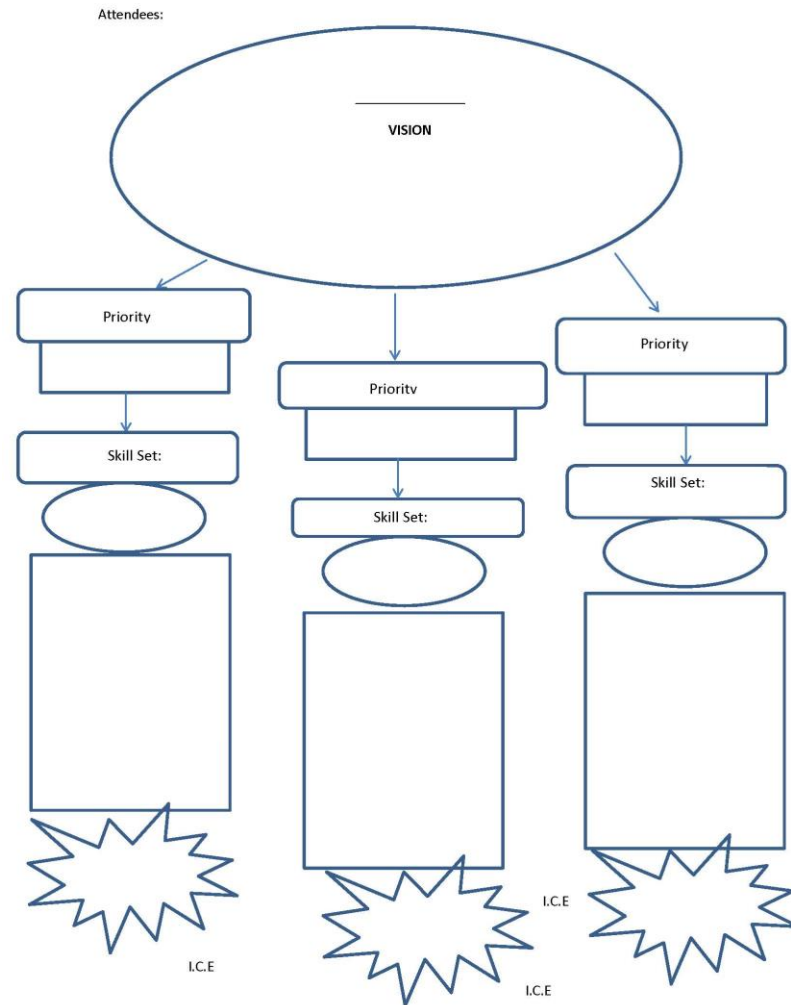 Attendees:
VISION
Priority
Priority
Priority
Skill Set:
Skill Set:
Skill Set:
I.C.E
I.C.E
I.C.E